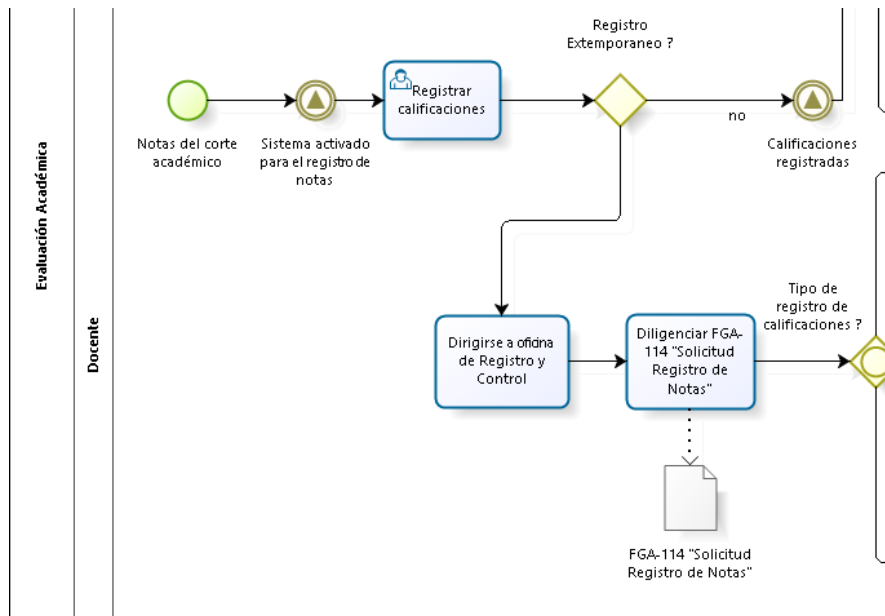 Evaluación Académica
Docente
Registro
Extemporaneo ?
Registrar
calificaciones
no
Notas del corte
académico
Sistema activado
para el registro de
notas
Calificaciones
registradas
Tipo de
registro de
calificaciones ?
Dirigirse a oficina
de Registro y
Control
Diligenciar FGA-
114 "Solicitud
Registro de
Notas"
FGA-114 "Solicitud
Registro de Notas"